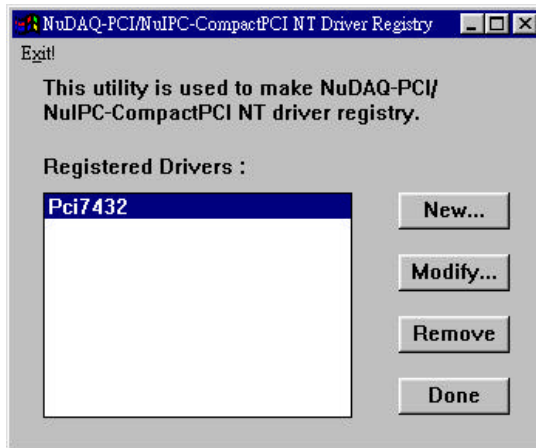 NuDAQ-PCI/NuIPC-CompactPCI NT Driver Registry
Exit!
This utility is used to make NuDAQ-PCI/
NuIPC-CompactPCI NT driver registry.
Registered Drivers :
Pci7432
New...
Modify...
Remove
Done